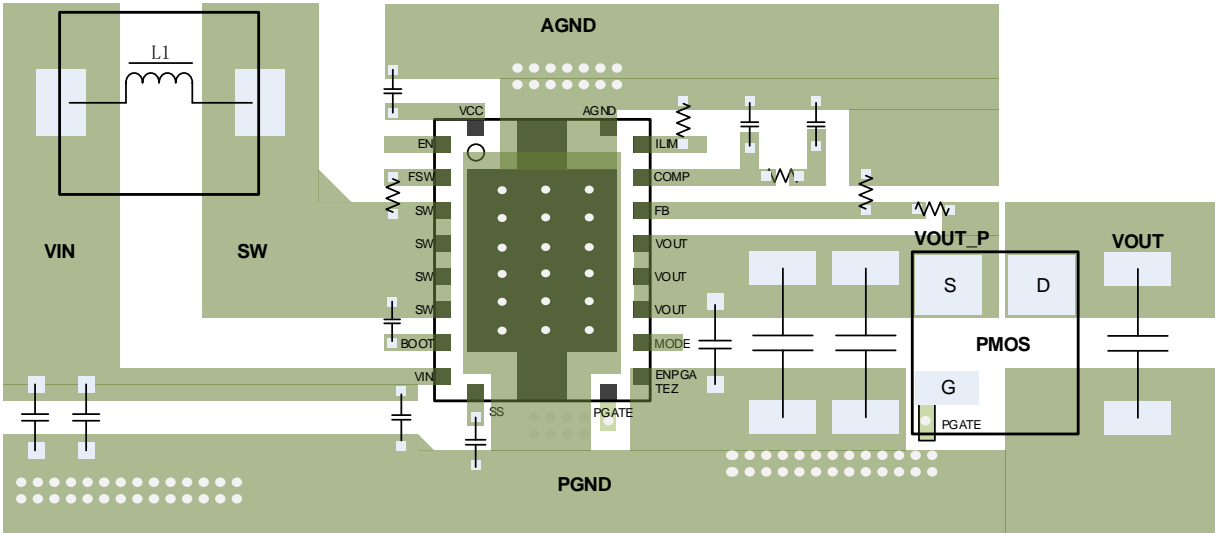 AGND
L1
VCC
AGND
EN
ILIM
FSW
COMP
SW
FB
VIN
SW
SW
VOUT
VOUT_P
VOUT
SW
VOUT
S
D
SW
VOUT
BOOT
MODE
PMOS
VIN
ENPGA
TEZ
G
SS
PGATE
PGATE
PGND